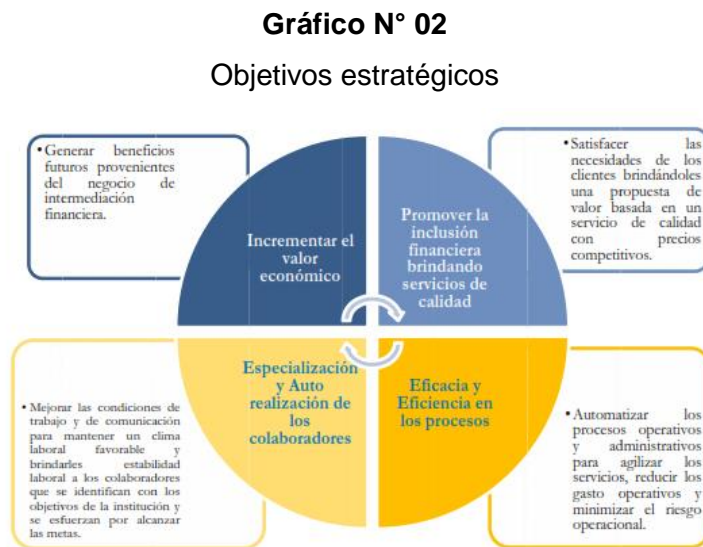 Gráfico N° 02
Objetivos estratégicos
• Generar beneficios
futuros provenientes
del negocio de
intermediación
financiera.
Incrementar el
valor
económico
Promover la
inclusión
financiera
brindando
servicios de
calidad
• Satisfacer las
necesidades de los
clientes brindándoles
una propuesta de
valor basada en un
servicio de calidad
con precios
competitivos.
• Mejorar las condiciones de
trabajo y de comunicación
para mantener un clima
laboral favorable y
brindarles estabilidad
laboral a los colaboradores
que se identifican con los
objetivos de la institución y
se esfuerzan por alcanzar
las metas.
Especialización
y Auto
realización de
los
colaboradores
Eficacia y
Eficiencia en
los procesos
• Automatizar los
procesos operativos
y administrativos
para agilizar los
servicios, reducir los
gasto operativos y
minimizar el riesgo
operacional.